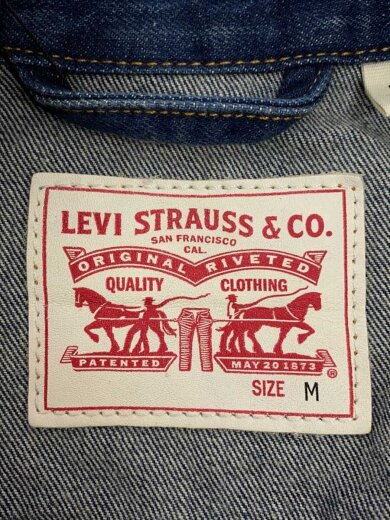 LEVI STRAUSS & CO.
SAN FRANCISCO
CAL.
ORIGINAL RIVETED
QUALITY CLOTHING
PATENTED MAY 20 1873
®
SIZE M